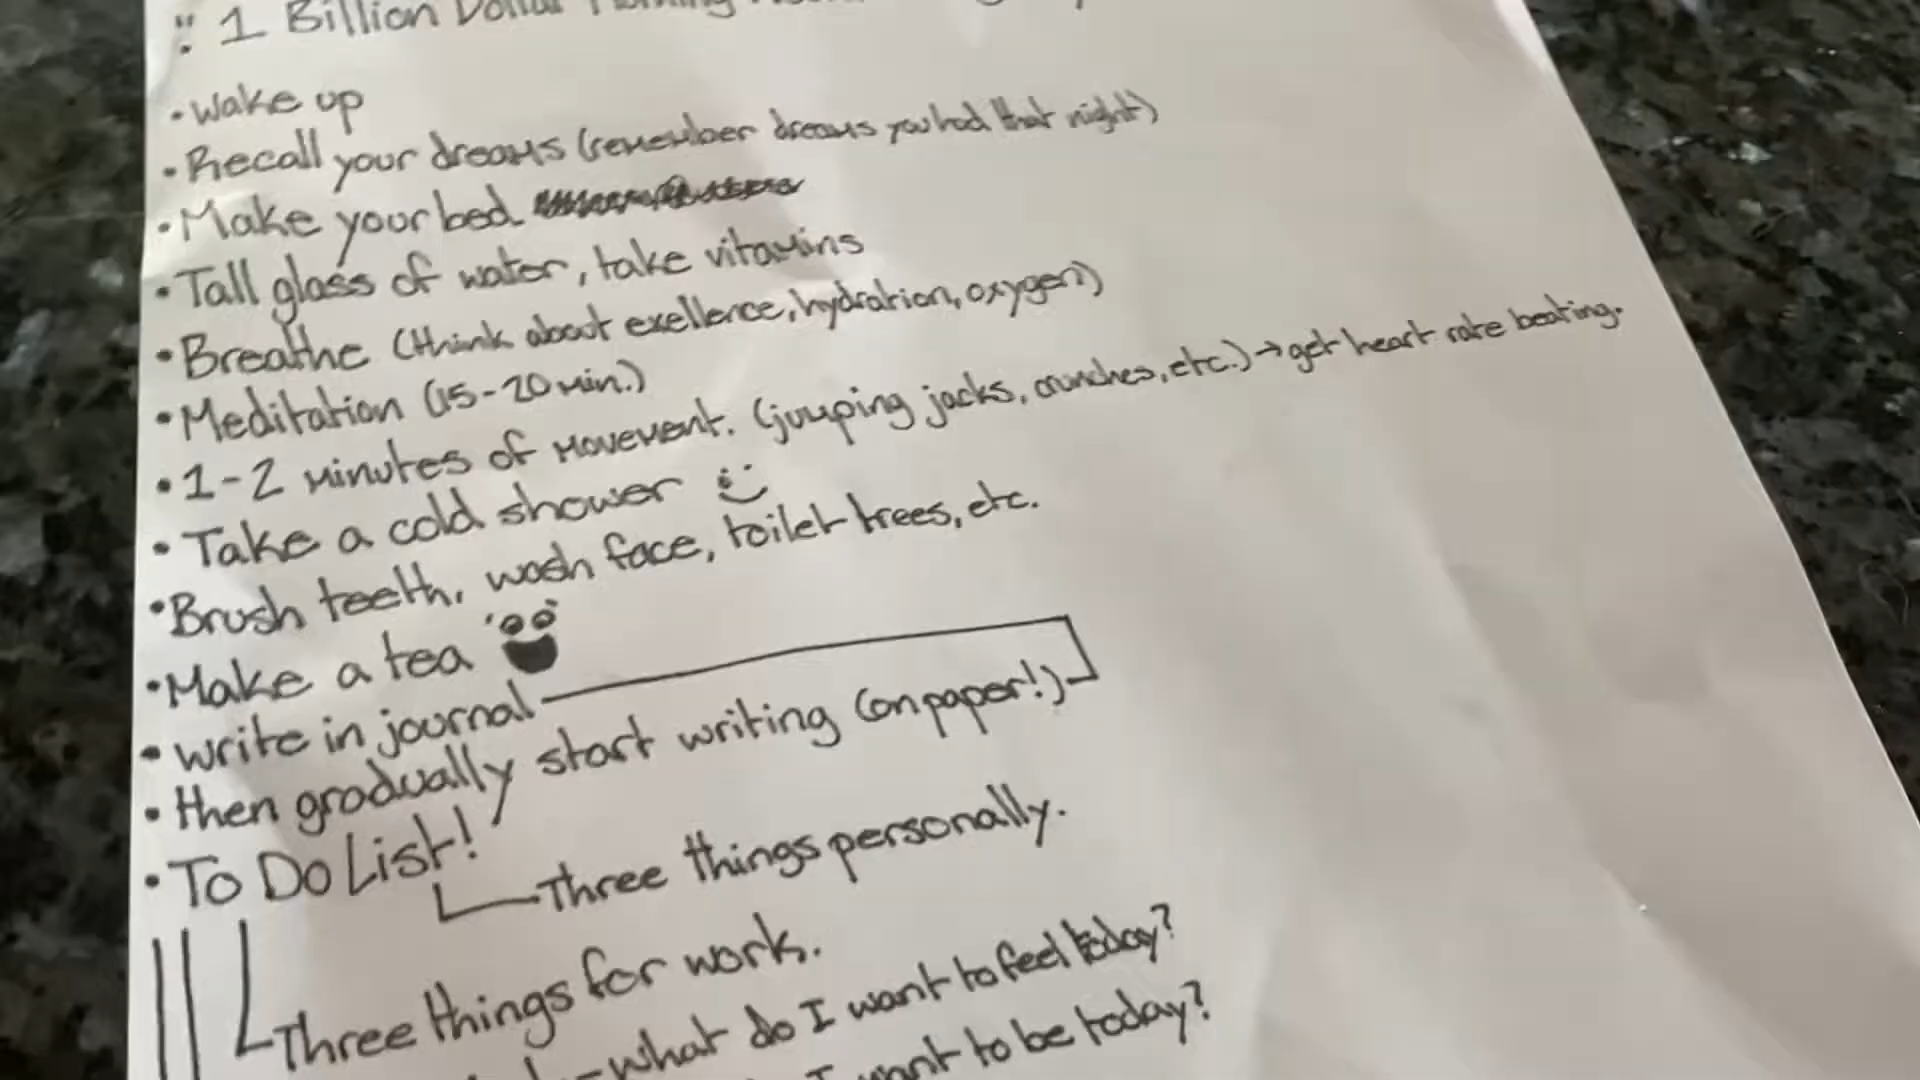 1 Billion Dollar Morning
• Wake up
• Recall your dreams (remember dreams you had that night)
• Make your bed
• Tall glass of water, take vitamins
• Breathe (think about exellence, hydration, oxygen)
• Meditation (15-20 min.)
• 1-2 minutes of movement. (jumping jacks, crunches, etc.) → get heart rate beating.
• Take a cold shower
• Brush teeth, wash face, toilet trees, etc.
• Make a tea
• write in journal
• then gradually start writing (on paper!)
• To Do List!
Three things personally.
Three things for work.
- what do I want to feel today?
I want to be today?